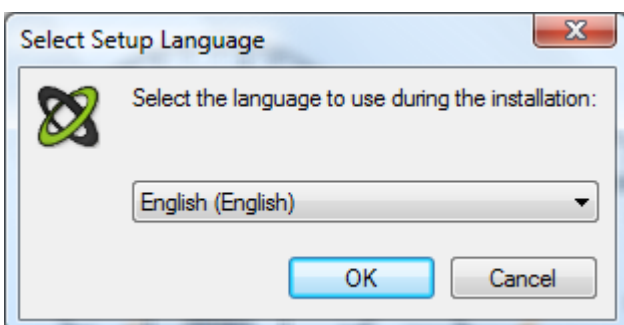 Select Setup Language
Select the language to use during the installation:
English (English)
OK
Cancel